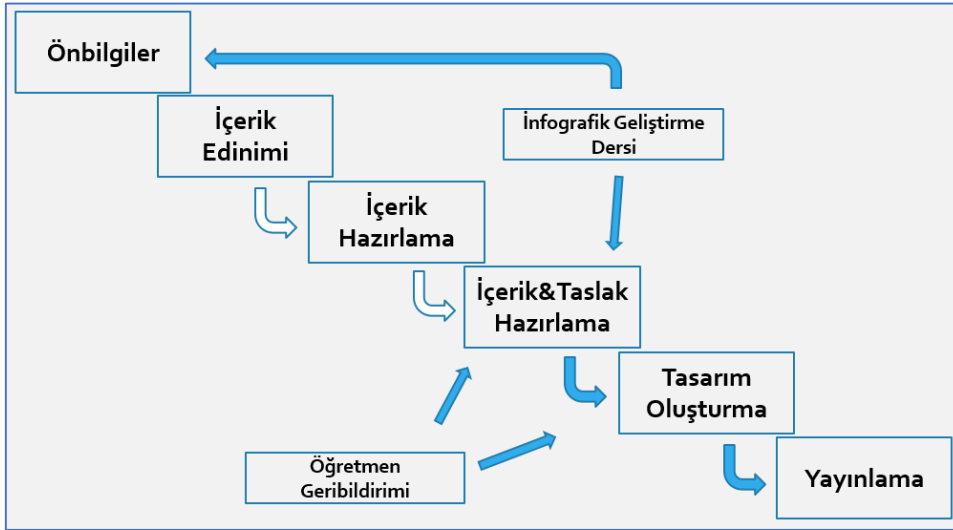 Önbilgiler
İçerik
Edinimi
İnfografik Geliştirme
Dersi
İçerik
Hazırlama
İçerik&Taslak
Hazırlama
Tasarım
Oluşturma
Öğretmen
Geribildirimi
Yayınlama